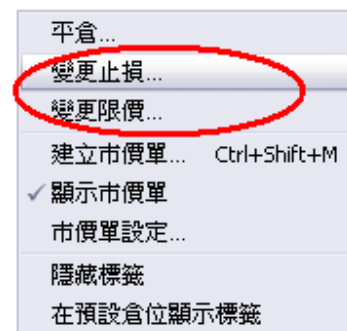 平倉...
變更止損...
變更限價...
建立市價單... Ctrl+Shift+M
✓ 顯示市價單
市價單設定...
隱藏標籤
在預設倉位顯示標籤